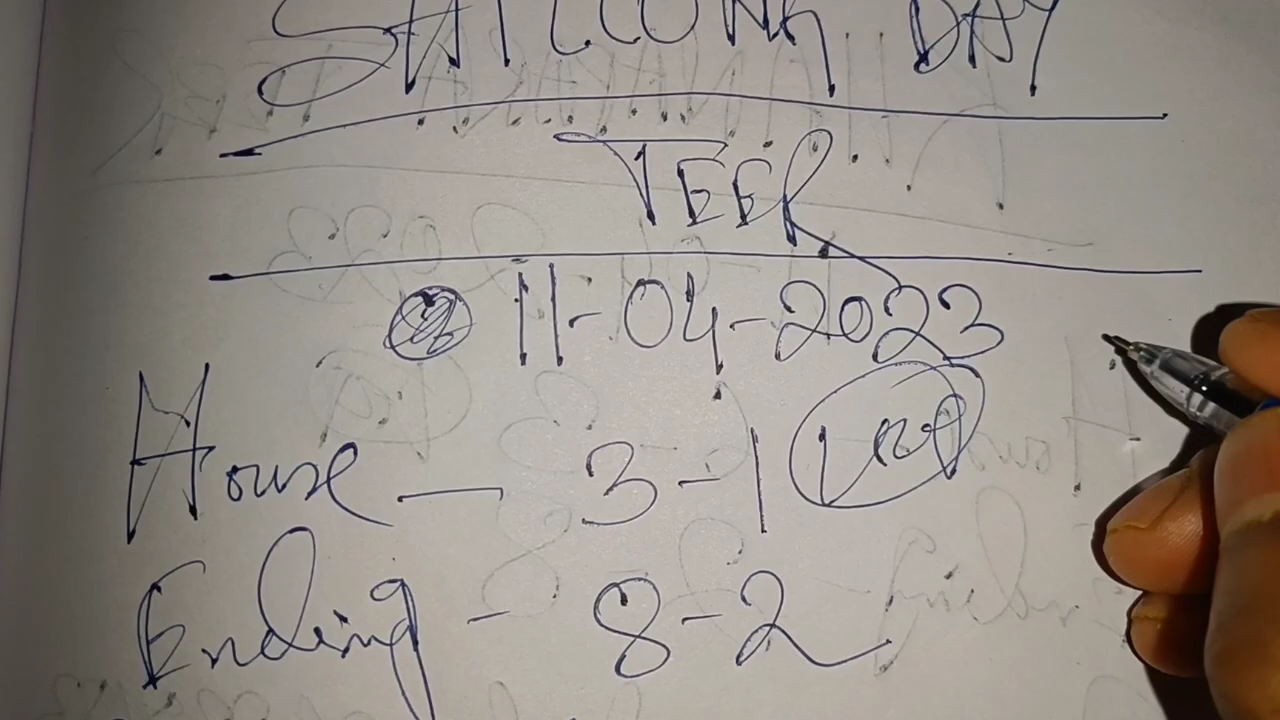 SHILLONG DAY
TEER
11-04-2023
House - 3-1
Ending - 8-2